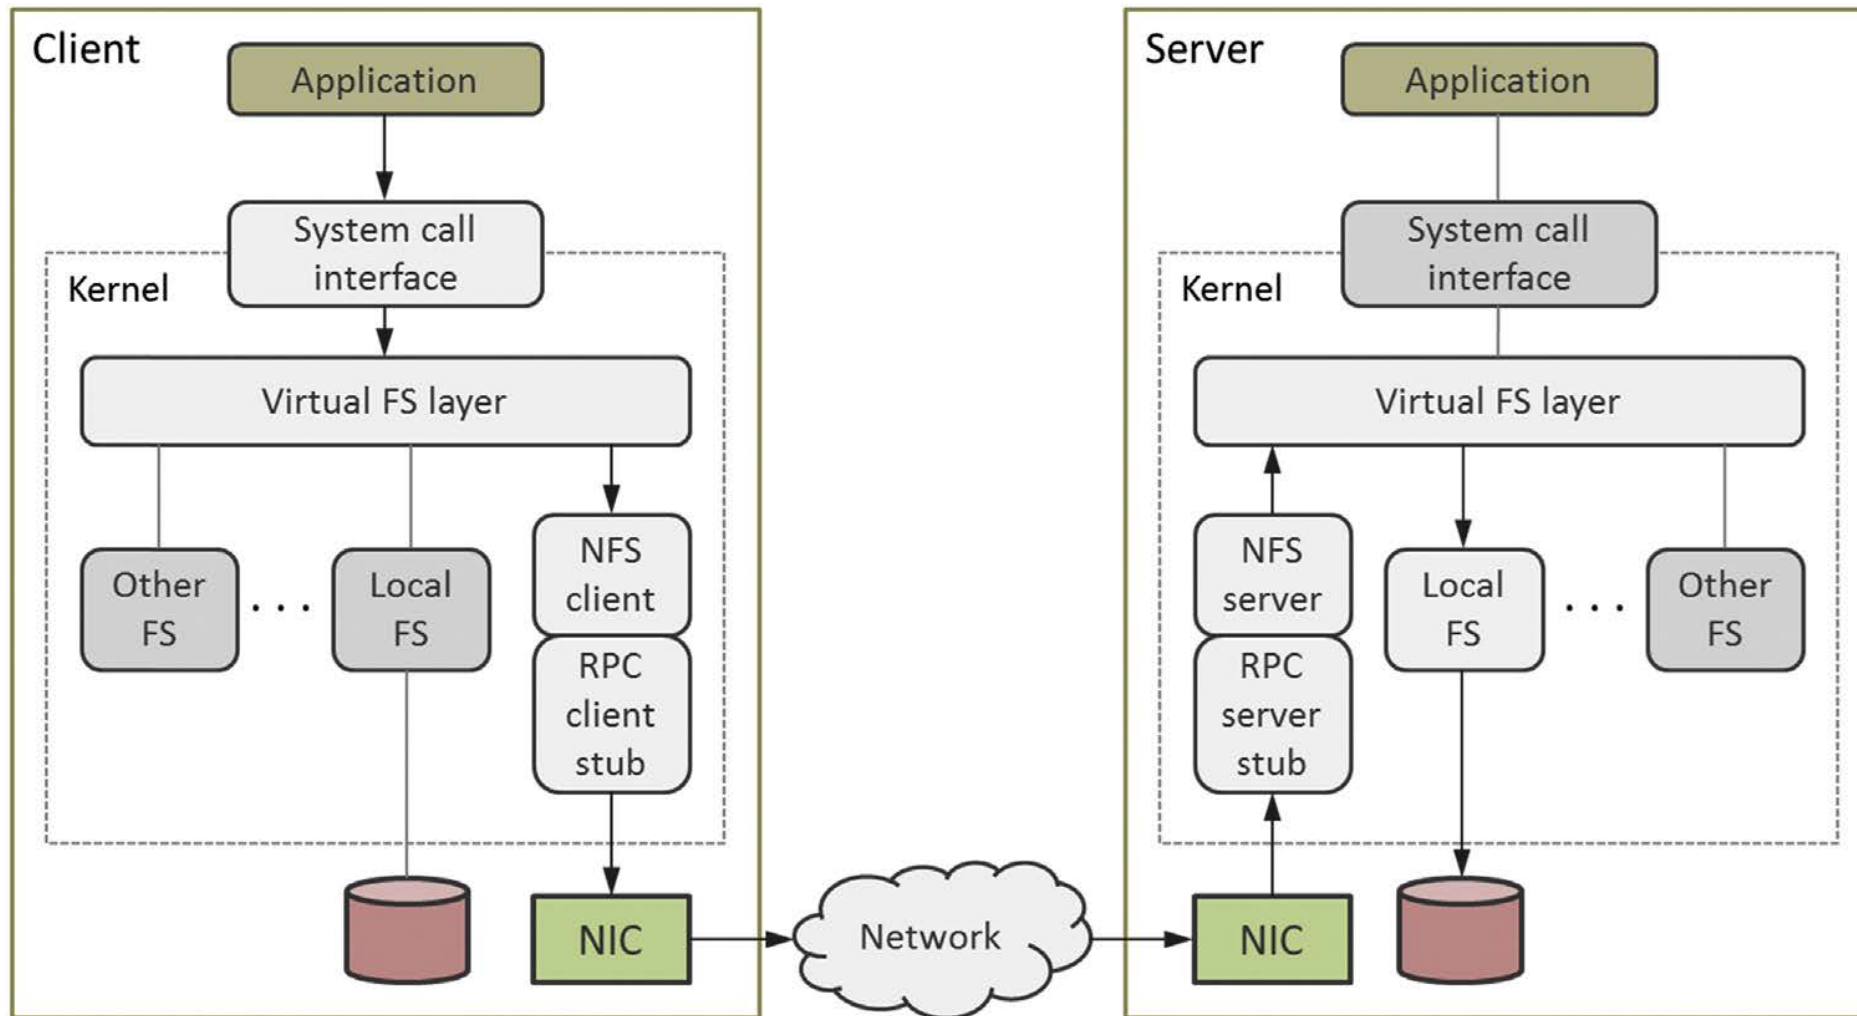 Client
Application
System call
interface
Kernel
Virtual FS layer
Other
FS
. . .
Local
FS
NFS
client
RPC
client
stub
NIC
Network
Server
Application
System call
interface
Kernel
Virtual FS layer
NFS
server
RPC
server
stub
Local
FS
. . .
Other
FS
NIC